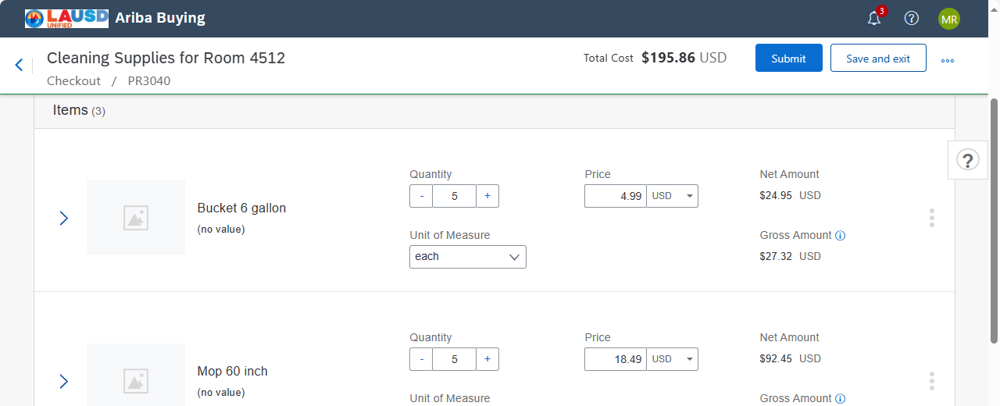 LAUSD
UNIFIED
Ariba Buying
3
MR
Cleaning Supplies for Room 4512
Total Cost $195.86 USD
Submit
Save and exit
Checkout / PR3040
Items (3)
?
Quantity
Price
Net Amount
- 5 +
4.99 USD
$24.95 USD
Bucket 6 gallon
(no value)
Unit of Measure
Gross Amount
each
$27.32 USD
Quantity
Price
Net Amount
- 5 +
18.49 USD
$92.45 USD
Mop 60 inch
(no value)
Unit of Measure
Gross Amount